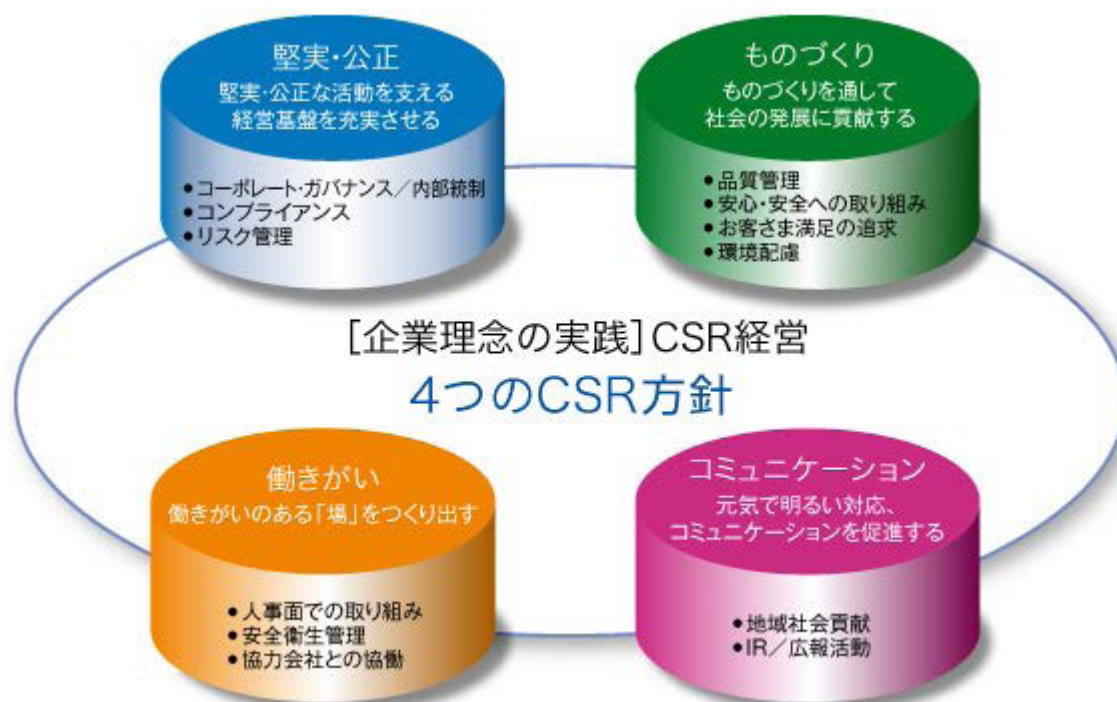 堅実・公正
堅実・公正な活動を支える
経営基盤を充実させる
●コーポレート・ガバナンス／内部統制
●コンプライアンス
●リスク管理
ものづくり
ものづくりを通して
社会の発展に貢献する
●品質管理
●安心・安全への取り組み
●お客さま満足の追求
●環境配慮
［企業理念の実践］CSR経営
4つのCSR方針
働きがい
働きがいのある「場」をつくり出す
●人事面での取り組み
●安全衛生管理
●協力会社との協働
コミュニケーション
元気で明るい対応、
コミュニケーションを促進する
●地域社会貢献
●IR／広報活動